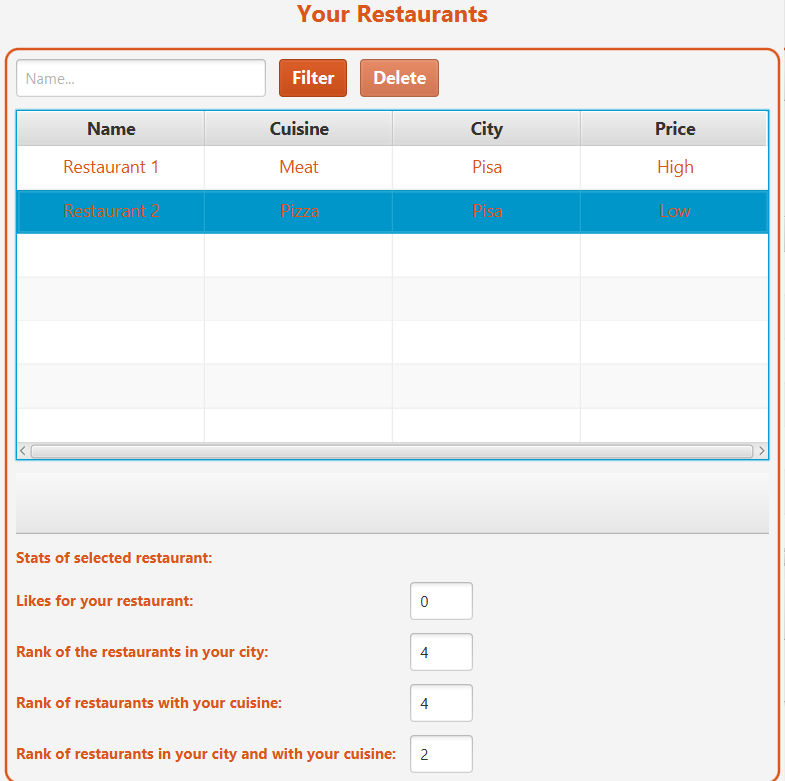 Your Restaurants
Name... Filter Delete
Name Cuisine City Price
Restaurant 1 Meat Pisa High
Restaurant 2 Pizza Pisa Low
Stats of selected restaurant:
Likes for your restaurant: 0
Rank of the restaurants in your city: 4
Rank of restaurants with your cuisine: 4
Rank of restaurants in your city and with your cuisine: 2